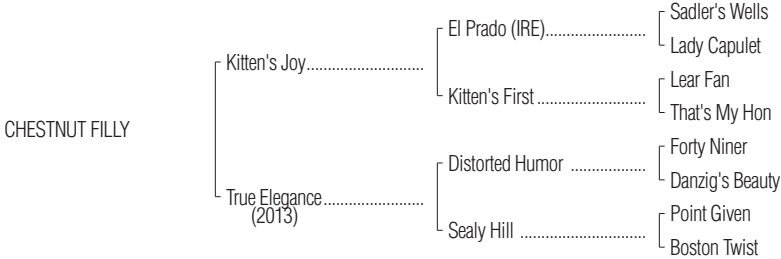 Sadler's Wells
El Prado (IRE)........................
Lady Capulet
Kitten's Joy............................
Lear Fan
Kitten's First ..........................
That's My Hon
CHESTNUT FILLY
Forty Niner
Distorted Humor ..................
Danzig's Beauty
True Elegance........................
(2013)
Point Given
Sealy Hill ..............................
Boston Twist